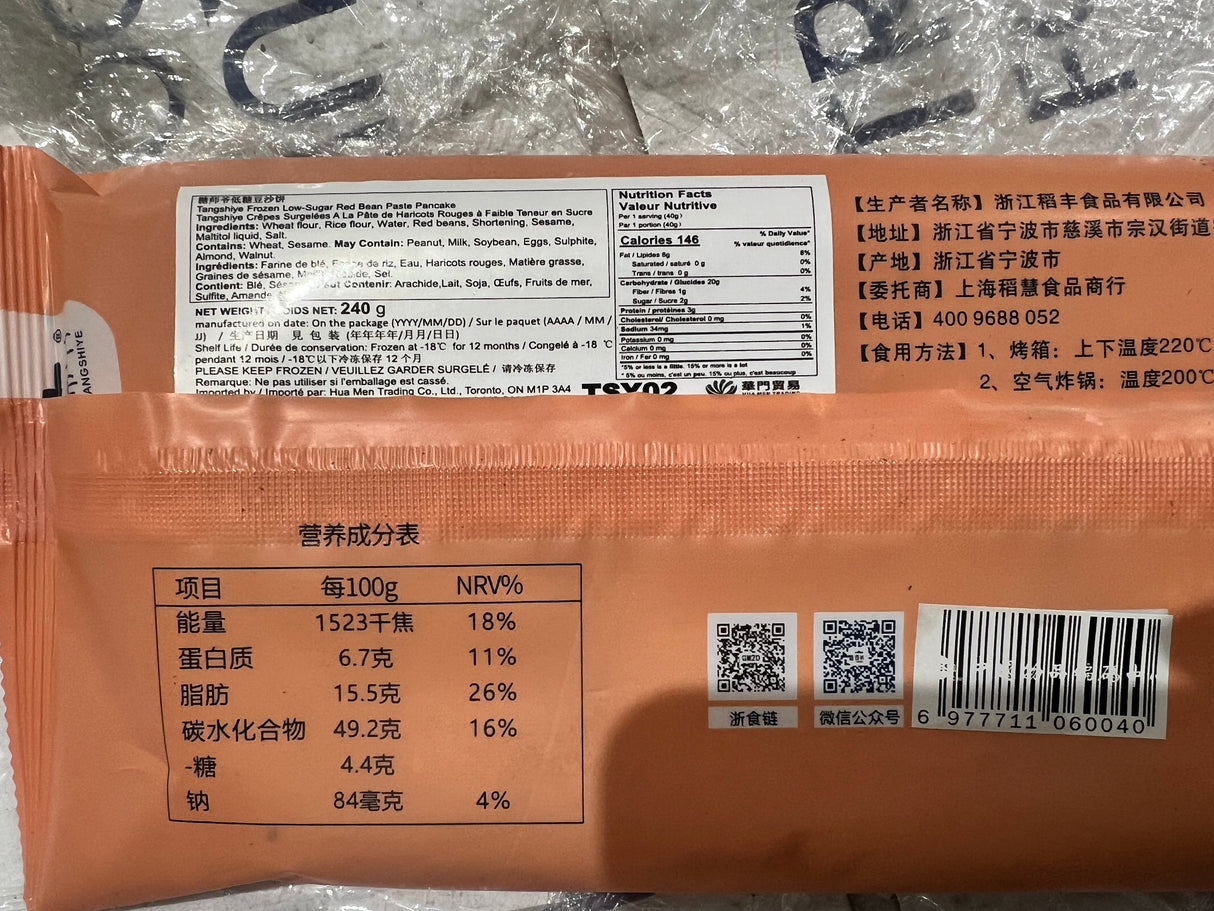 糖师爷低糖豆沙饼
Tangshiye Frozen Low-Sugar Red Bean Paste Pancake
Tangshiye Crêpes Surgelées A La Pâte de Haricots Rouges à Faible Teneur en Sucre
Ingredients: Wheat flour, Rice flour, Water, Red beans, Shortening, Sesame,
Maltitol liquid, Salt.
Contains: Wheat, Sesame. May Contain: Peanut, Milk, Soybean, Eggs, Sulphite,
Almond, Walnut.
Ingrédients: Farine de blé, de riz, Eau, Haricots rouges, Matière grasse,
Graines de sésame, Sel.
Contient: Blé, Contenir: Arachide,Lait, Soja, Œufs, Fruits de mer,
Sulfite, Amande
NET WEIGHT NET: 240 g
manufactured on date: On the package (YYYY/MM/DD) / Sur le paquet (AAAA / MM /
JJ) / 生产日期 見 包 装 (年年年年/月月/日日)
Shelf Life / Durée de conservation: Frozen at -18℃ for 12 months / Congelé à -18 ℃
Pendant 12 mois / -18℃以下冷冻保存 12 个月
PLEASE KEEP FROZEN / VEUILLEZ GARDER SURGELÉ / 请冷冻保存
Remarque: Ne pas utiliser si l'emballage est cassé.
Imported by / Importé par: Hua Men Trading Co., Ltd., Toronto, ON M1P 3A4
TSY02
華門貿易
HUA MEN TRADING
Nutrition Facts
Valeur Nutritive
Per 1 serving (40g)
Per 1 portion (40g)
% Daily Value*
Calories 146 % valeur quotidienne*
Fat / Lipides 6g 8%
Saturated / saturé 0 g 0%
Trans / trans 0 g 0%
Carbohydrate / Glucides 20g
Fiber / Fibres 1g 4%
Sugar / Sucre 2g 2%
Protein / protéines 3g
Cholesterol/ Cholesterol 0 mg 0%
Sodium 34mg 1%
Potassium 0 mg 0%
Calcium 0 mg 0%
Iron / Fer 0 mg 0%
*5% or less is a little. 15% or more is a lot
* 5% ou moins, c'est un peu. 15% ou plus, c'est beaucoup
【生产者名称】浙江稻丰食品有限公司
【地址】浙江省宁波市慈溪市宗汉街道
【产地】浙江省宁波市
【委托商】上海稻慧食品商行
【电话】400 9688 052
【食用方法】1、烤箱：上下温度220℃
2、空气炸锅：温度200℃
ANGSHIYE
营养成分表
项目 每100g NRV%
能量 1523千焦 18%
蛋白质 6.7克 11%
脂肪 15.5克 26%
碳水化合物 49.2克 16%
-糖 4.4克
钠 84毫克 4%
浙食链
微信公众号
6 977711 060040